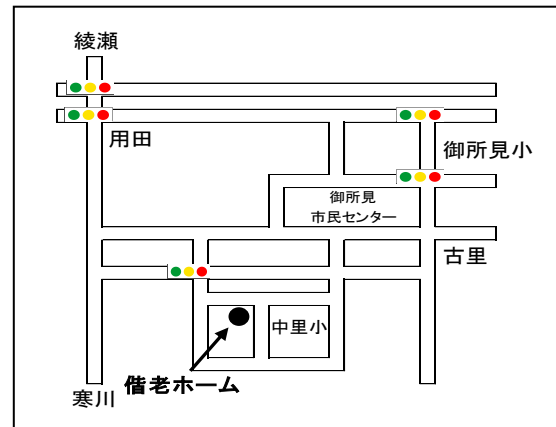 綾瀬
用田
御所見小
御所見
市民センター
古里
中里小
偕老ホーム
寒川